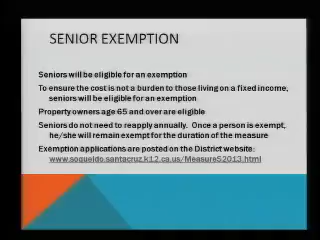 SENIOR EXEMPTION
Seniors will be eligible for an exemption
To ensure the cost is not a burden to those living on a fixed income,
seniors will be eligible for an exemption
Property owners age 65 and over are eligible
Seniors do not need to reapply annually. Once a person is exempt,
he/she will remain exempt for the duration of the measure
Exemption applications are posted on the District website:
www.soqueldo.santacruz.k12.ca.us/MeasureS2013.html